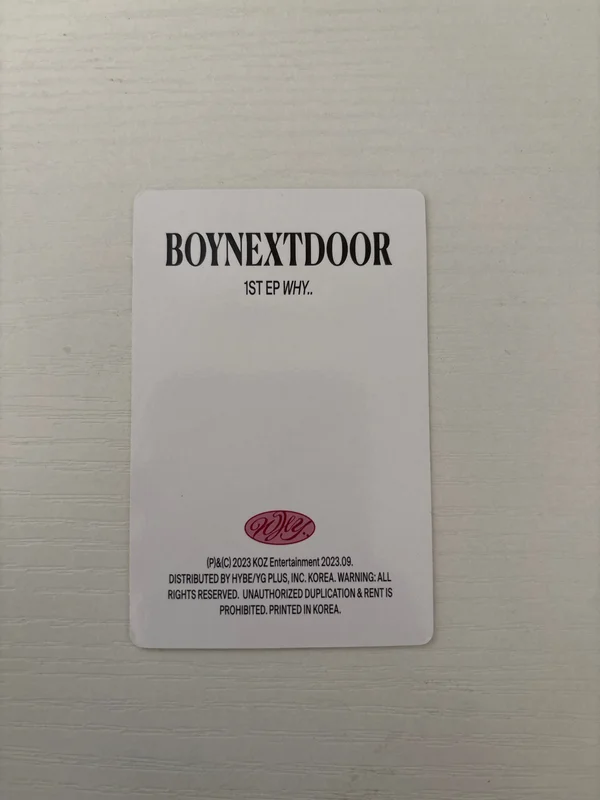 BOYNEXTDOOR
1ST EP WHY..
Why..
(P)&(C) 2023 KOZ Entertainment 2023.09.
DISTRIBUTED BY HYBE/YG PLUS, INC. KOREA. WARNING: ALL
RIGHTS RESERVED. UNAUTHORIZED DUPLICATION & RENT IS
PROHIBITED. PRINTED IN KOREA.